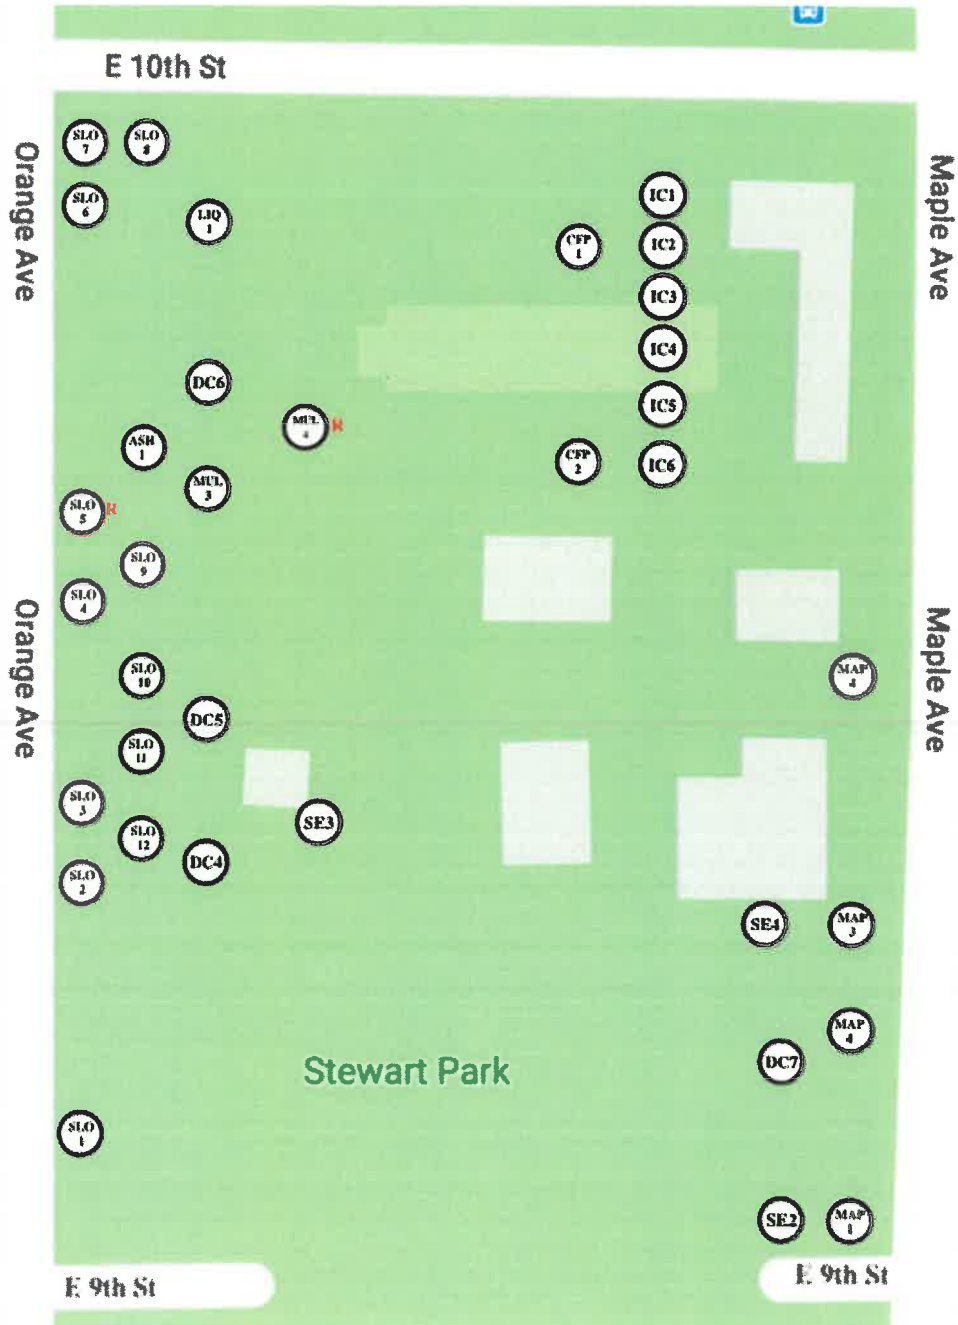 E 10th St
SLO
7
SLO
8
Orange Ave
Maple Ave
SLO
6
LIQ
1
IC1
CFP
1
IC2
IC3
IC4
DC6
IC5
MUL
4
R
ASH
1
CFP
2
IC6
MUL
3
SLO
5
R
SLO
9
SLO
4
Orange Ave
Maple Ave
SLO
10
MAP
4
DC5
SLO
11
SLO
3
SE3
SLO
12
DC4
SLO
2
SE4
MAP
3
MAP
4
DC7
Stewart Park
SLO
1
SE2
MAP
1
E 9th St
E 9th St